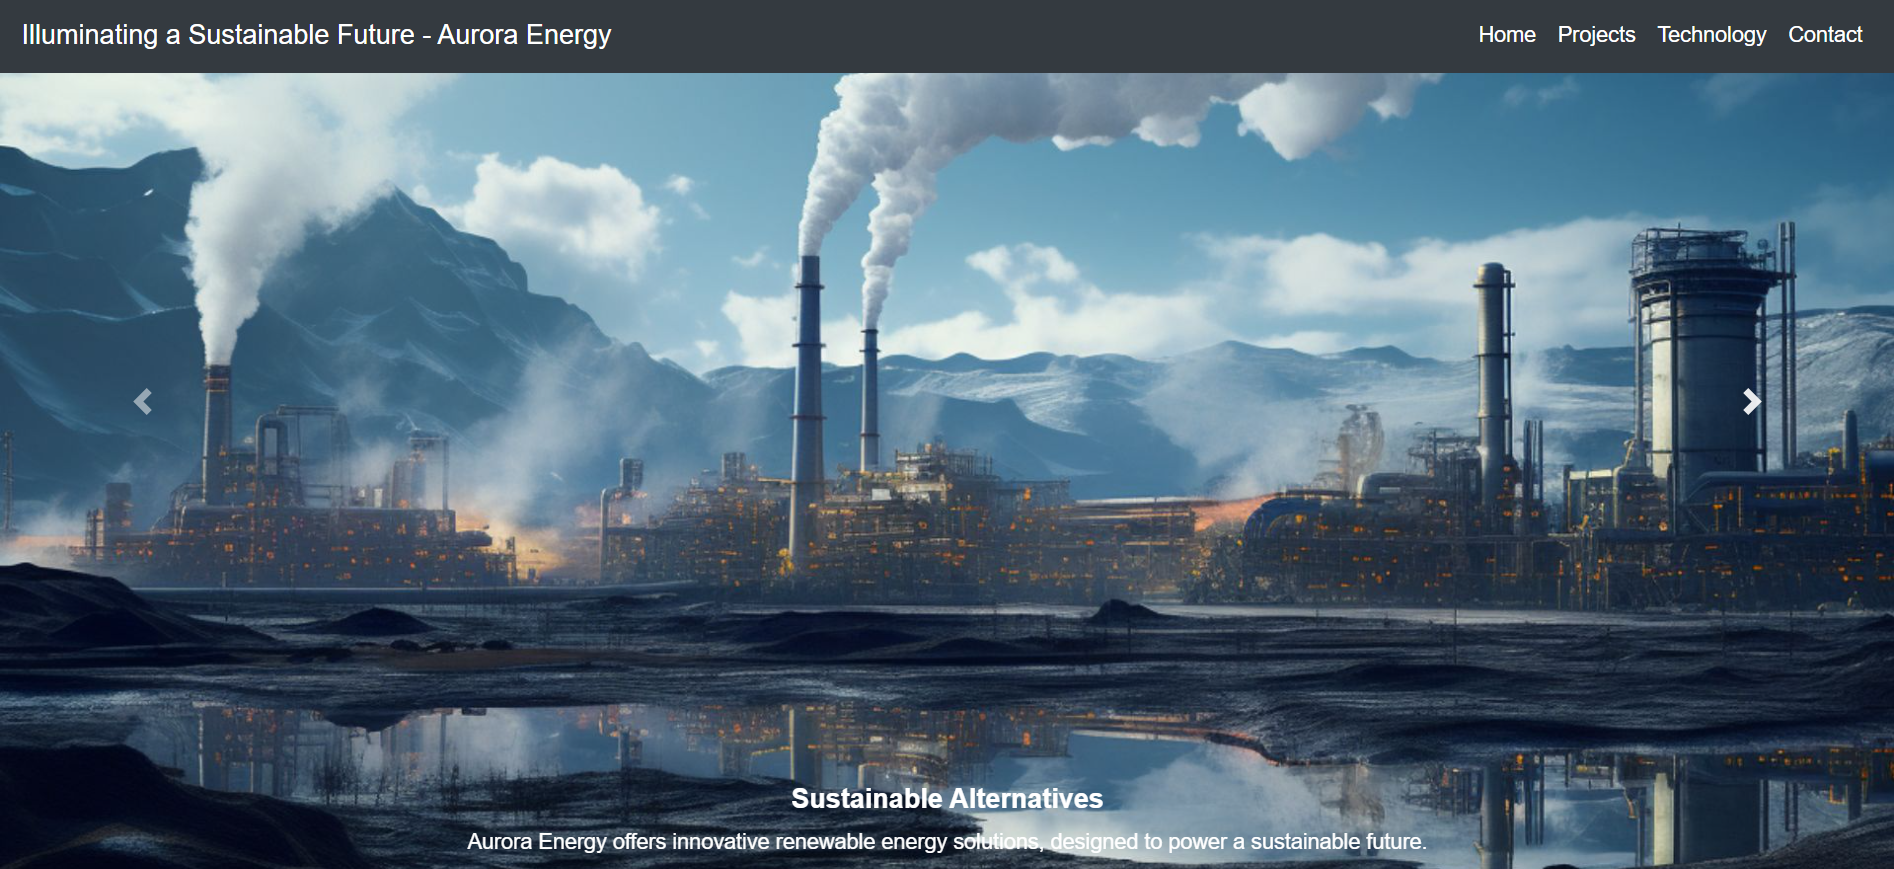 Illuminating a Sustainable Future - Aurora Energy
Home Projects Technology Contact
Sustainable Alternatives
Aurora Energy offers innovative renewable energy solutions, designed to power a sustainable future.